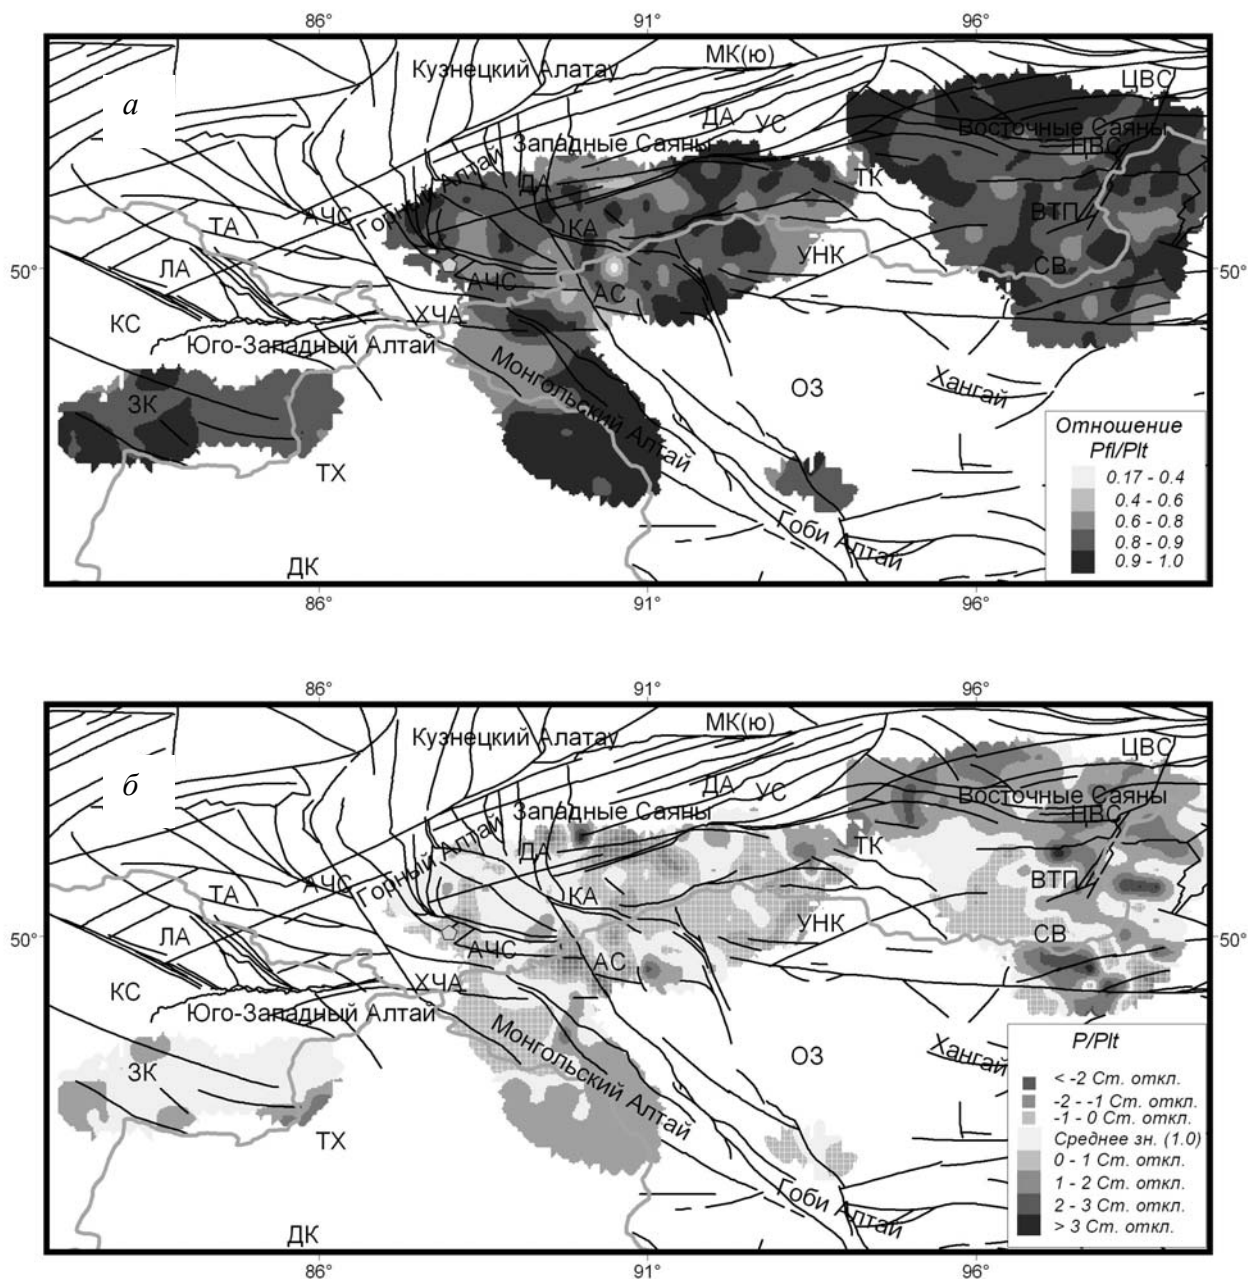 86° 91° 96°
а
Кузнецкий Алатау
МК(ю)
ЦВС
ДА
УС
Западные Саяны
Восточные Саяны
ЦВС
Горный Алтай
ДА
ТК
ТА
АЧС
КА
ВТП
50°
ЛА
АЧС
УНК
СВ
50°
АС
КС
ХЧА
Юго-Западный Алтай
Монгольский Алтай
ОЗ
Хангай
ЗК
ТХ
Гоби Алтай
ДК
Отношение
Pfl/Plt
0.17 - 0.4
0.4 - 0.6
0.6 - 0.8
0.8 - 0.9
0.9 - 1.0
86° 91° 96°
86° 91° 96°
б
Кузнецкий Алатау
МК(ю)
ЦВС
ДА
УС
Западные Саяны
Восточные Саяны
ЦВС
Горный Алтай
ДА
ТК
ТА
АЧС
КА
ВТП
50°
ЛА
АЧС
УНК
СВ
50°
АС
КС
ХЧА
Юго-Западный Алтай
Монгольский Алтай
ОЗ
Хангай
ЗК
ТХ
Гоби Алтай
ДК
P/Plt
< -2 Ст. откл.
-2 - -1 Ст. откл.
-1 - 0 Ст. откл.
Среднее зн. (1.0)
0 - 1 Ст. откл.
1 - 2 Ст. откл.
2 - 3 Ст. откл.
> 3 Ст. откл.
86° 91° 96°